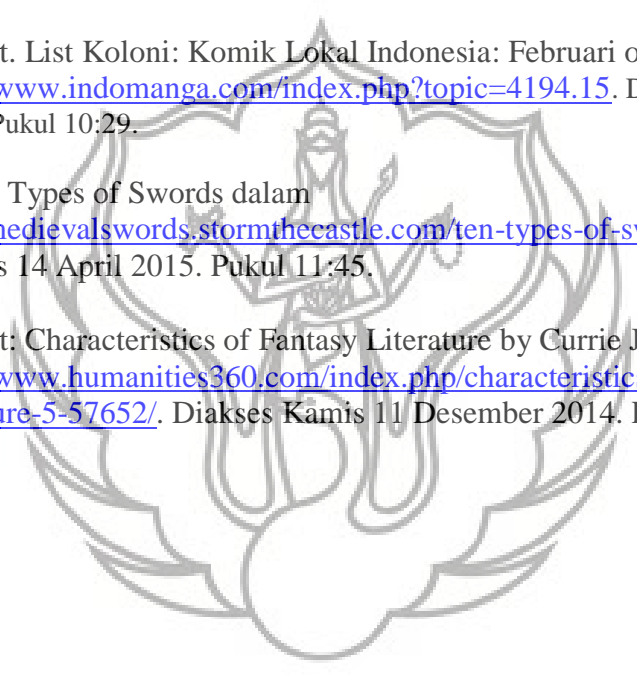 t. List Koloni: Komik Lokal Indonesia: Februari o
www.indomanga.com/index.php?topic=4194.15. D
Pukul 10:29.
Types of Swords dalam
medievalswords.stormthecastle.com/ten-types-of-sw
s 14 April 2015. Pukul 11:45.
t: Characteristics of Fantasy Literature by Currie J
www.humanities360.com/index.php/characteristic
ure-5-57652/. Diakses Kamis 11 Desember 2014. P